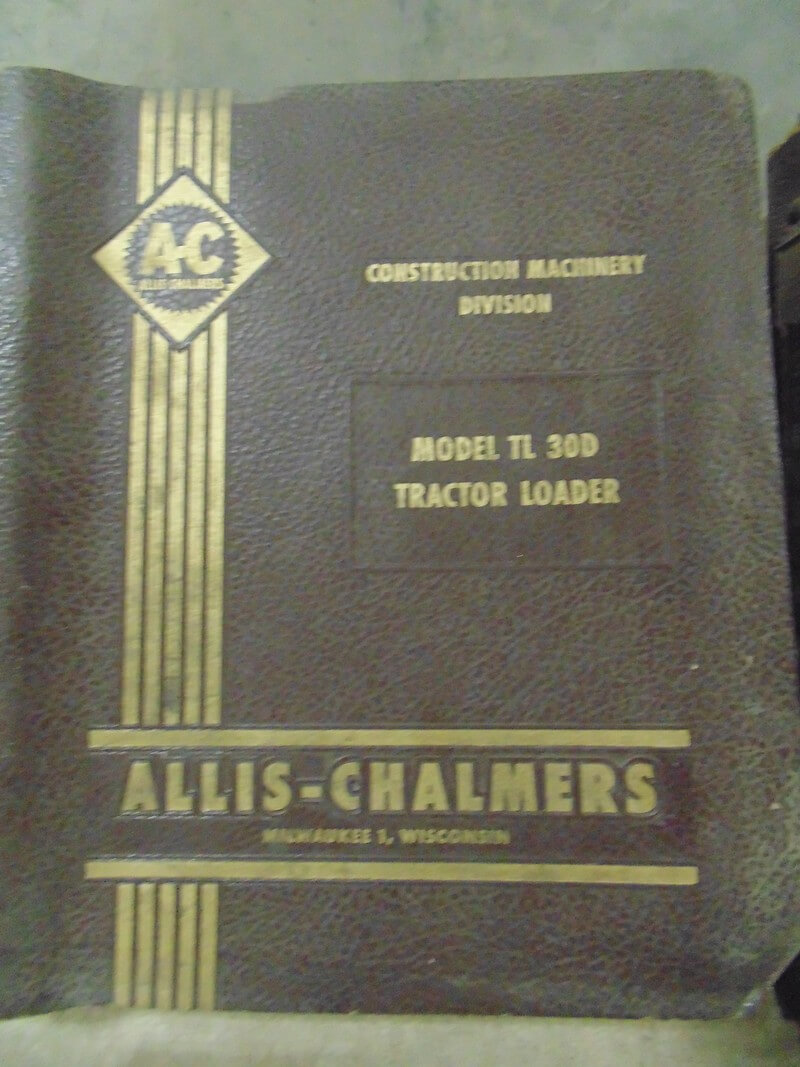 A-C
ALLIS CHALMERS
CONSTRUCTION MACHINERY
DIVISION
MODEL TL 30D
TRACTOR LOADER
ALLIS-CHALMERS
MILWAUKEE 1, WISCONSIN